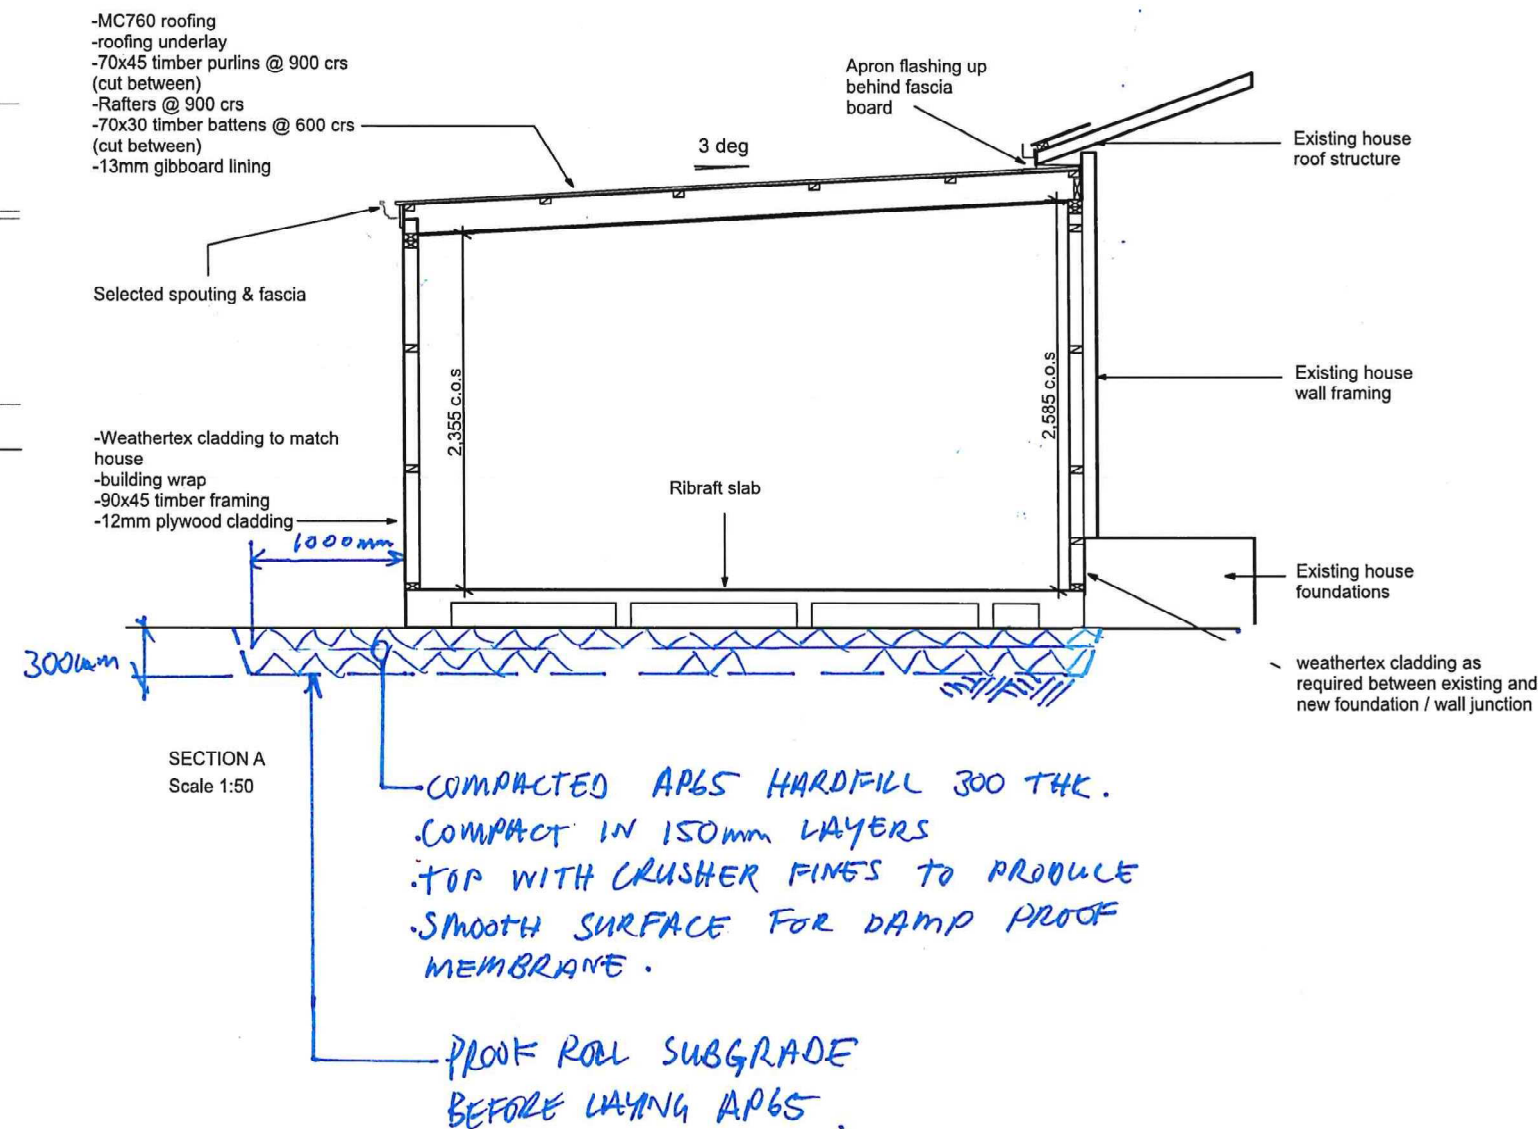 -MC760 roofing
-roofing underlay
-70x45 timber purlins @ 900 crs
(cut between)
-Rafters @ 900 crs
-70x30 timber battens @ 600 crs
(cut between)
-13mm gibboard lining
Apron flashing up
behind fascia
board
3 deg
Existing house
roof structure
Selected spouting & fascia
2,355 c.o.s
2,585 c.o.s
Existing house
wall framing
-Weathertex cladding to match
house
-building wrap
-90x45 timber framing
-12mm plywood cladding
Ribraft slab
1000mm
Existing house
foundations
300mm
weathertex cladding as
required between existing and
new foundation / wall junction
SECTION A
Scale 1:50
COMPACTED AP65 HARDFILL 300 THK.
·COMPACT IN 150mm LAYERS
·TOP WITH CRUSHER FINES TO PRODUCE
·SMOOTH SURFACE FOR DAMP PROOF
MEMBRANE.
PROOF ROLL SUBGRADE
BEFORE LAYING AP65.